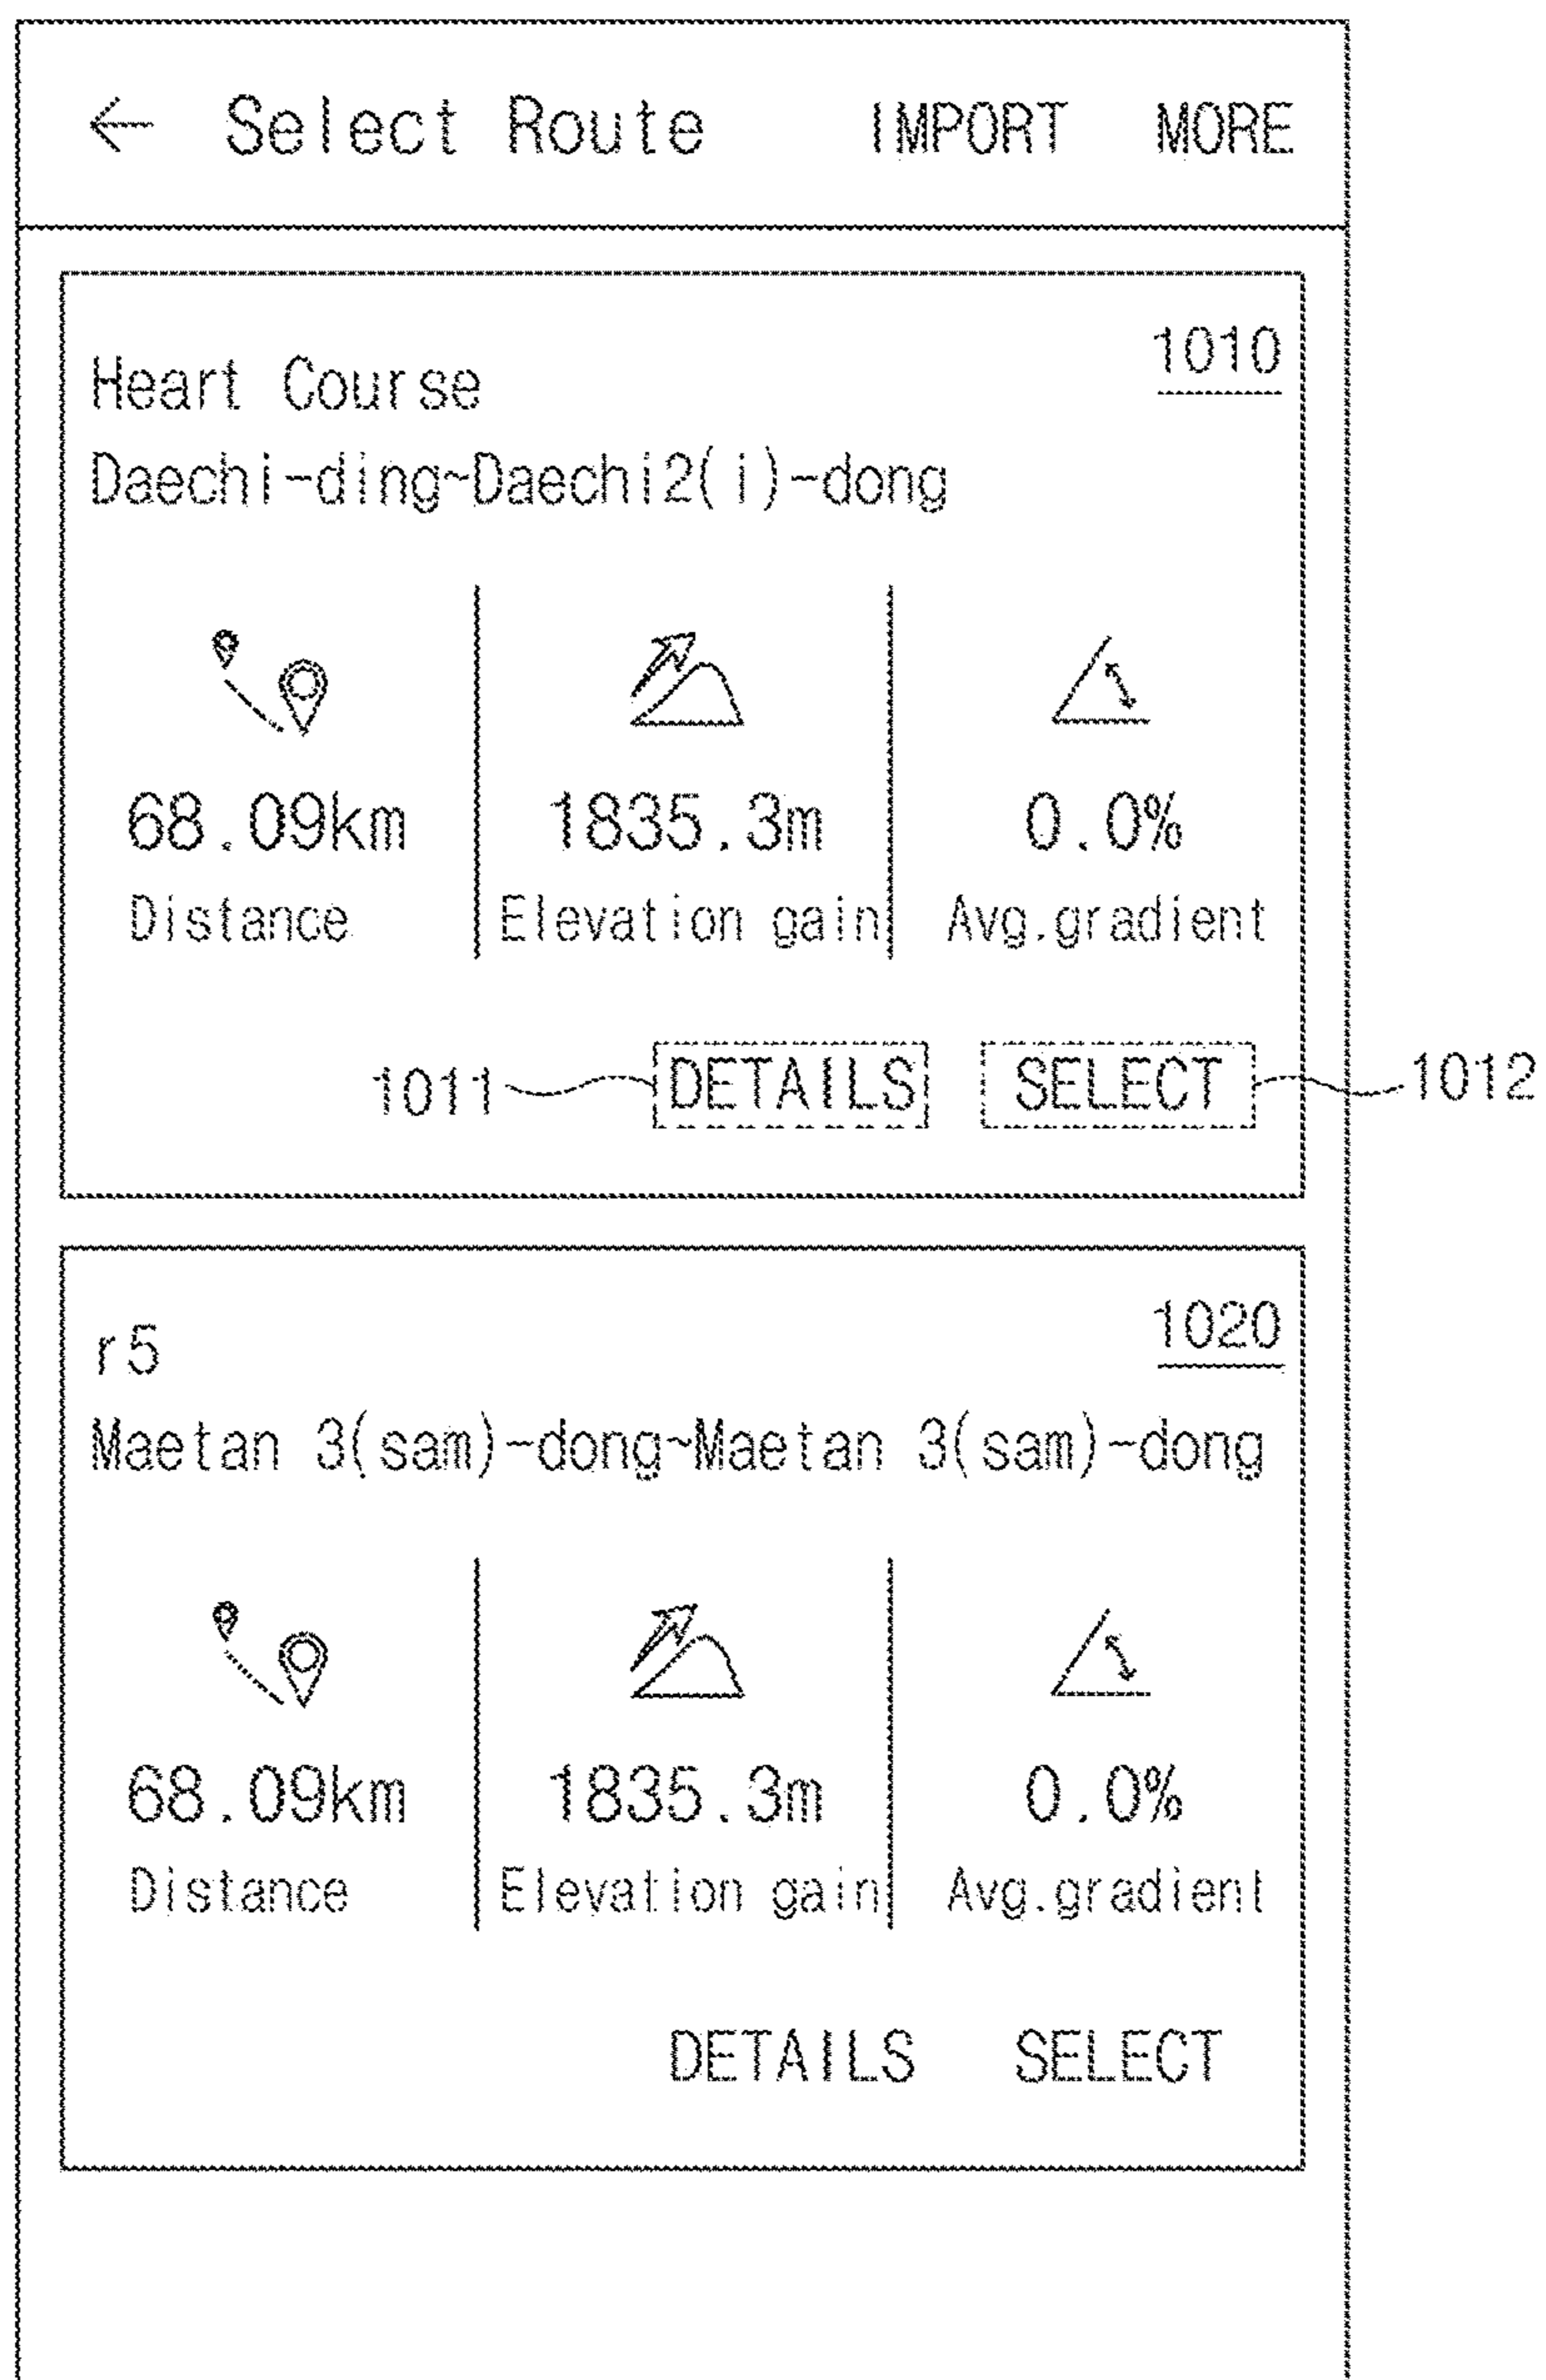 ← Select Route IMPORT MORE
1010
Heart Course
Daechi-ding~Daechi2(i)-dong
68.09km 1835.3m 0.0%
Distance Elevation gain Avg.gradient
1011 DETAILS SELECT 1012
1020
r5
Maetan 3(sam)-dong~Maetan 3(sam)-dong
68.09km 1835.3m 0.0%
Distance Elevation gain Avg.gradient
DETAILS SELECT